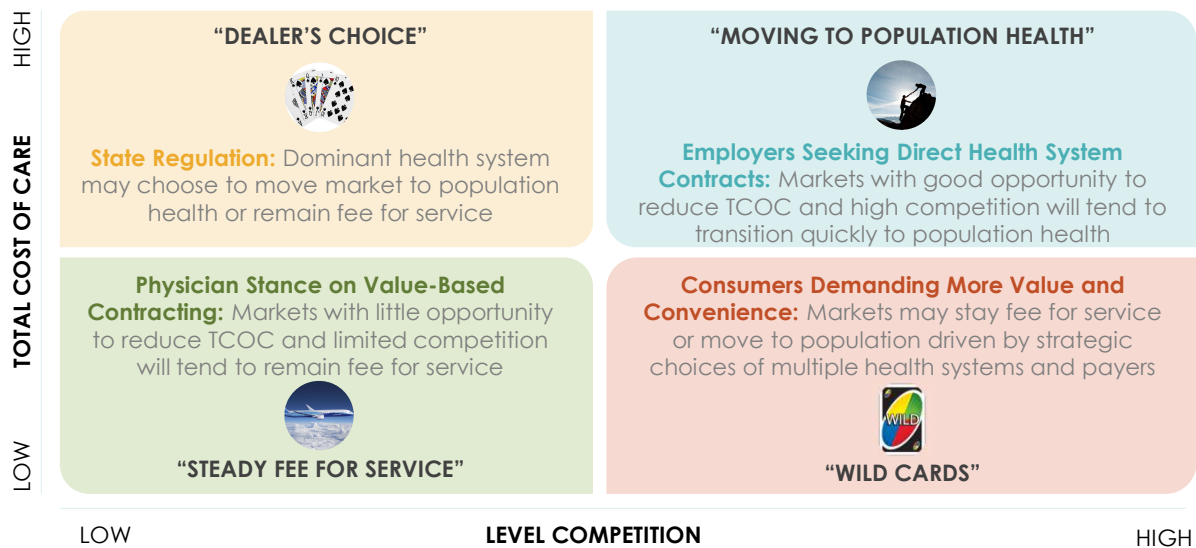 HIGH
TOTAL COST OF CARE
LOW
“DEALER’S CHOICE”
State Regulation: Dominant health system
may choose to move market to population
health or remain fee for service
“MOVING TO POPULATION HEALTH”
Employers Seeking Direct Health System
Contracts: Markets with good opportunity to
reduce TCOC and high competition will tend to
transition quickly to population health
Physician Stance on Value-Based
Contracting: Markets with little opportunity
to reduce TCOC and limited competition
will tend to remain fee for service
“STEADY FEE FOR SERVICE”
Consumers Demanding More Value and
Convenience: Markets may stay fee for service
or move to population driven by strategic
choices of multiple health systems and payers
WILD
“WILD CARDS”
LOW
LEVEL COMPETITION
HIGH